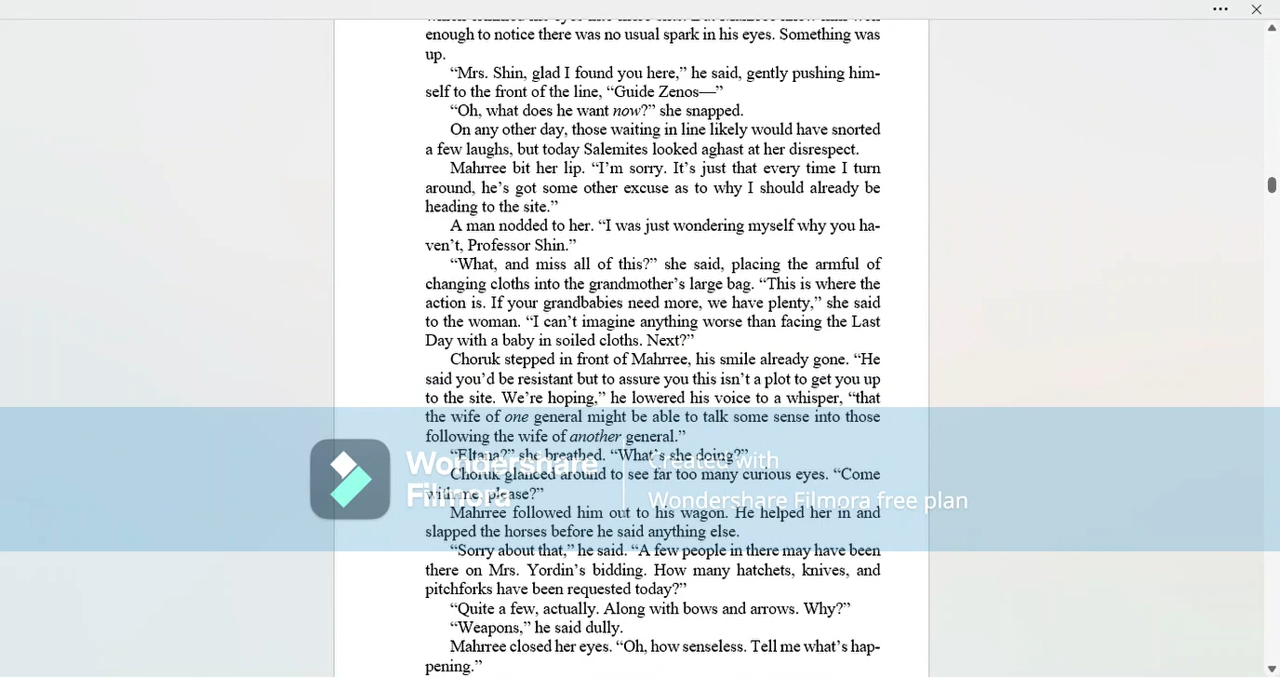 enough to notice there was no usual spark in his eyes. Something was
up.
“Mrs. Shin, glad I found you here,” he said, gently pushing him-
self to the front of the line, “Guide Zenos—”
“Oh, what does he want now?” she snapped.
On any other day, those waiting in line likely would have snorted
a few laughs, but today Salemites looked aghast at her disrespect.
Mahrree bit her lip. “I’m sorry. It’s just that every time I turn
around, he’s got some other excuse as to why I should already be
heading to the site.”
A man nodded to her. “I was just wondering myself why you ha-
ven’t, Professor Shin.”
“What, and miss all of this?” she said, placing the armful of
changing cloths into the grandmother’s large bag. “This is where the
action is. If your grandbabies need more, we have plenty,” she said
to the woman. “I can’t imagine anything worse than facing the Last
Day with a baby in soiled cloths. Next?”
Choruk stepped in front of Mahrree, his smile already gone. “He
said you’d be resistant but to assure you this isn’t a plot to get you up
to the site. We’re hoping,” he lowered his voice to a whisper, “that
the wife of one general might be able to talk some sense into those
following the wife of another general.”
“Eltana?” she breathed. “What’s she doing?”
Choruk glanced around to see far too many curious eyes. “Come
with me, please?”
Wondershare
Filmora
Created with
Wondershare Filmora free plan
Mahrree followed him out to his wagon. He helped her in and
slapped the horses before he said anything else.
“Sorry about that,” he said. “A few people in there may have been
there on Mrs. Yordin’s bidding. How many hatchets, knives, and
pitchforks have been requested today?”
“Quite a few, actually. Along with bows and arrows. Why?”
“Weapons,” he said dully.
Mahrree closed her eyes. “Oh, how senseless. Tell me what’s hap-
pening.”